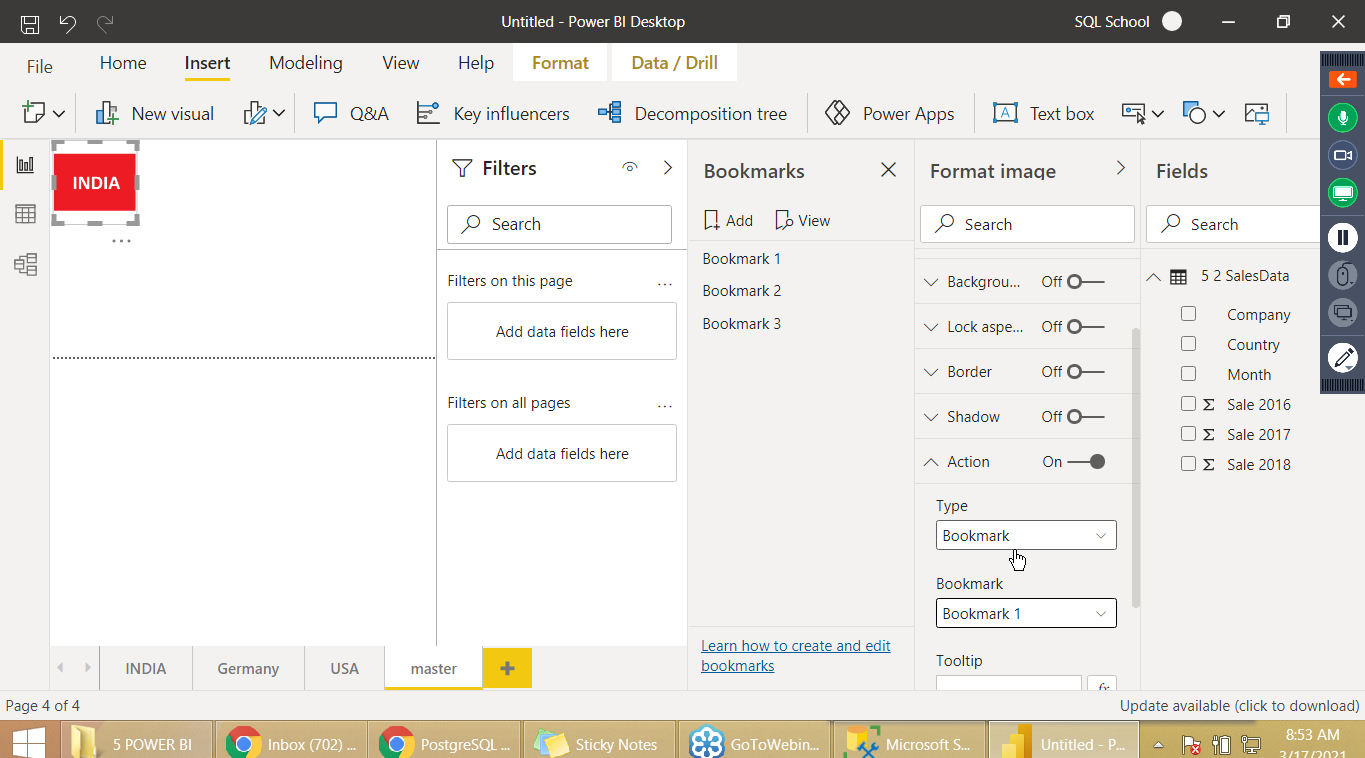 Untitled - Power BI Desktop
SQL School
File
Home
Insert
Modeling
View
Help
Format
Data / Drill
New visual
Q&A
Key influencers
Decomposition tree
Power Apps
Text box
INDIA
...
Filters
Search
Filters on this page
...
Add data fields here
Filters on all pages
...
Add data fields here
Bookmarks
Add
View
Bookmark 1
Bookmark 2
Bookmark 3
Learn how to create and edit
bookmarks
Format image
Search
Backgrou... Off
Lock aspe... Off
Border Off
Shadow Off
Action On
Type
Bookmark
Bookmark
Bookmark 1
Tooltip
fx
Fields
Search
5 2 SalesData
Company
Country
Month
Σ Sale 2016
Σ Sale 2017
Σ Sale 2018
INDIA
Germany
USA
master
+
Page 4 of 4
Update available (click to download)
5 POWER BI
Inbox (702) ...
PostgreSQL ...
Sticky Notes
GoToWebin...
Microsoft S...
Untitled - P...
8:53 AM
3/17/2021